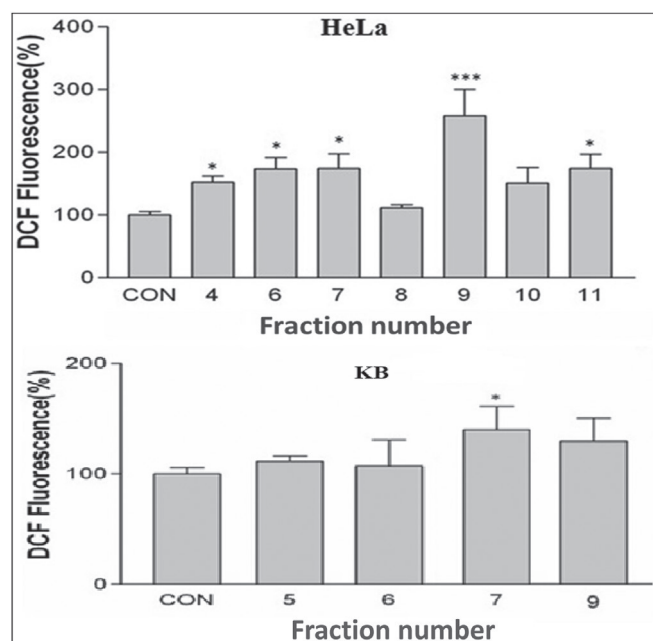 HeLa
DCF Fluorescence(%)
400
300
200
100
0
* * * *** *
CON 4 6 7 8 9 10 11
Fraction number
KB
DCF Fluorescence(%)
200
100
0
*
CON 5 6 7 9
Fraction number